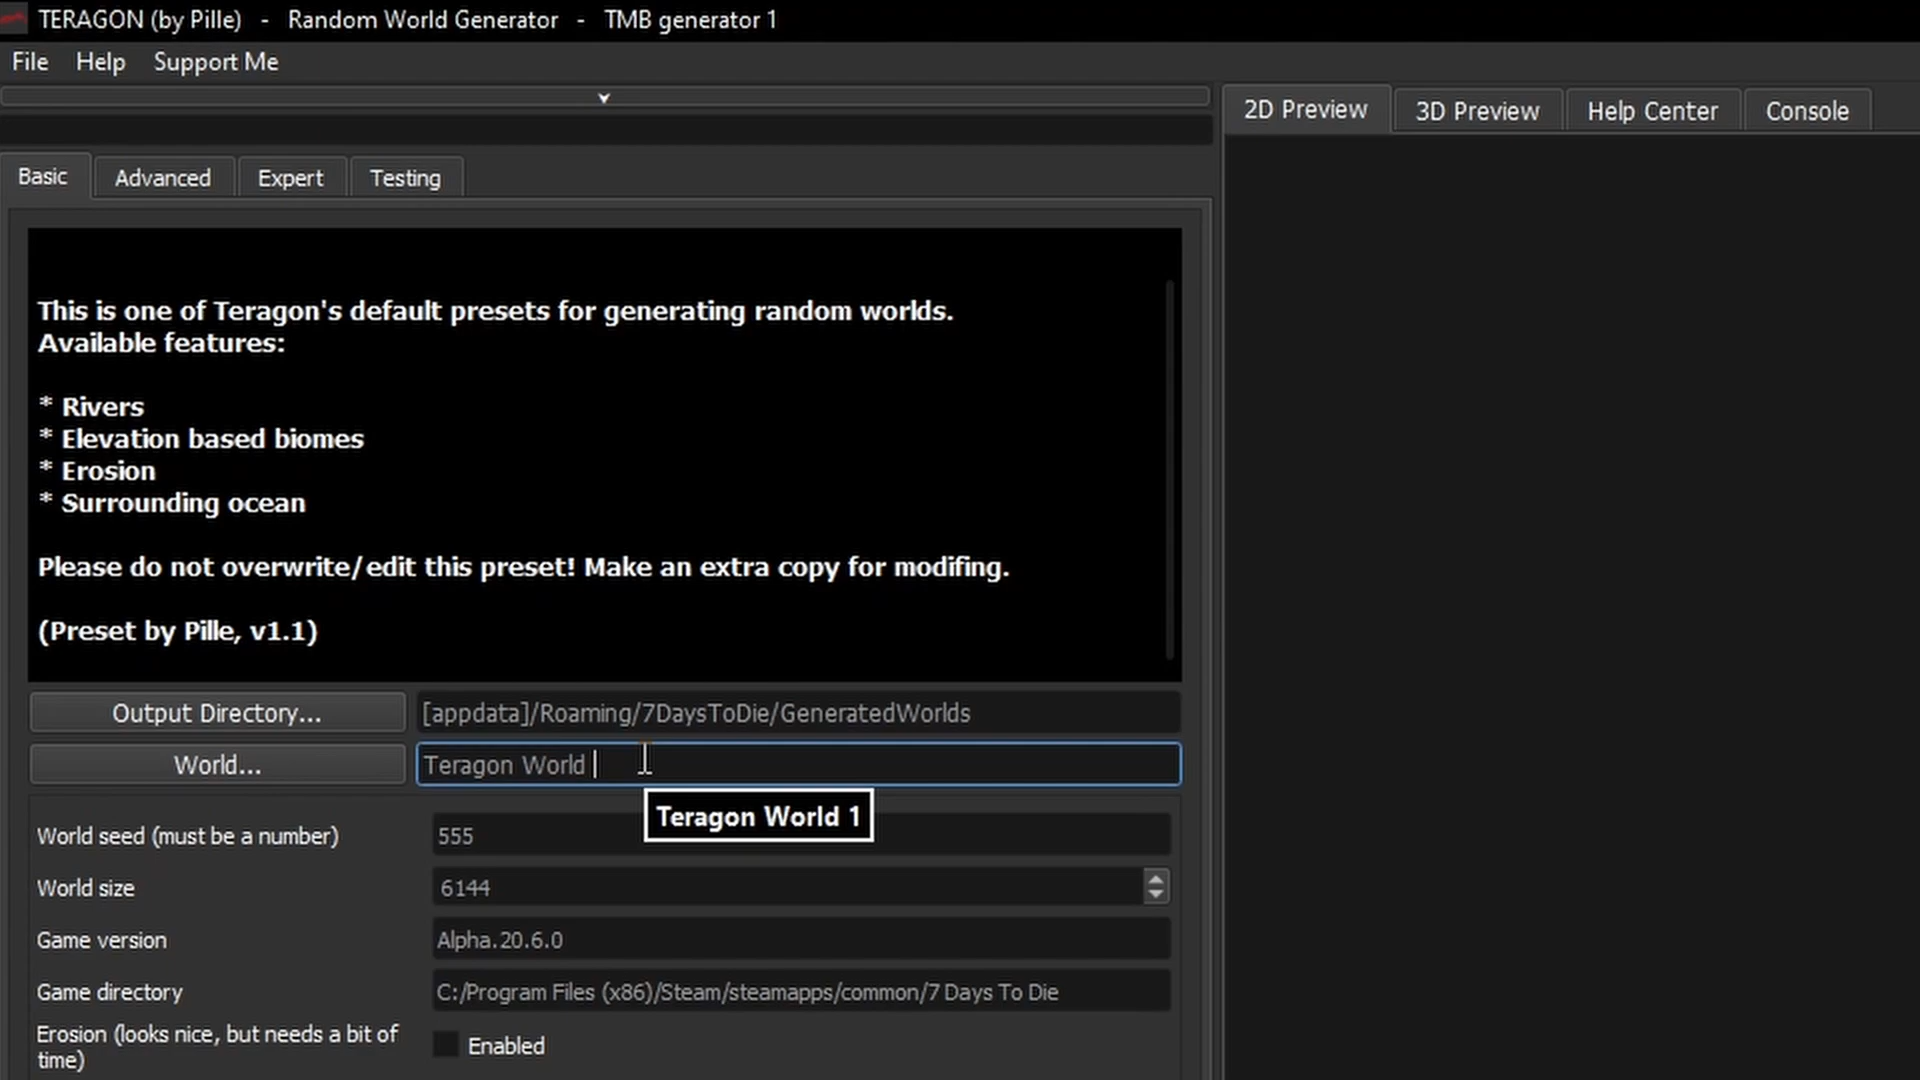 TERAGON (by Pille) - Random World Generator - TMB generator 1
File Help Support Me
2D Preview 3D Preview Help Center Console
Basic Advanced Expert Testing
This is one of Teragon's default presets for generating random worlds.
Available features:
* Rivers
* Elevation based biomes
* Erosion
* Surrounding ocean
Please do not overwrite/edit this preset! Make an extra copy for modifing.
(Preset by Pille, v1.1)
Output Directory... [appdata]/Roaming/7DaysToDie/GeneratedWorlds
World... Teragon World
Teragon World 1
World seed (must be a number) 555
World size 6144
Game version Alpha.20.6.0
Game directory C:/Program Files (x86)/Steam/steamapps/common/7 Days To Die
Erosion (looks nice, but needs a bit of
time) Enabled